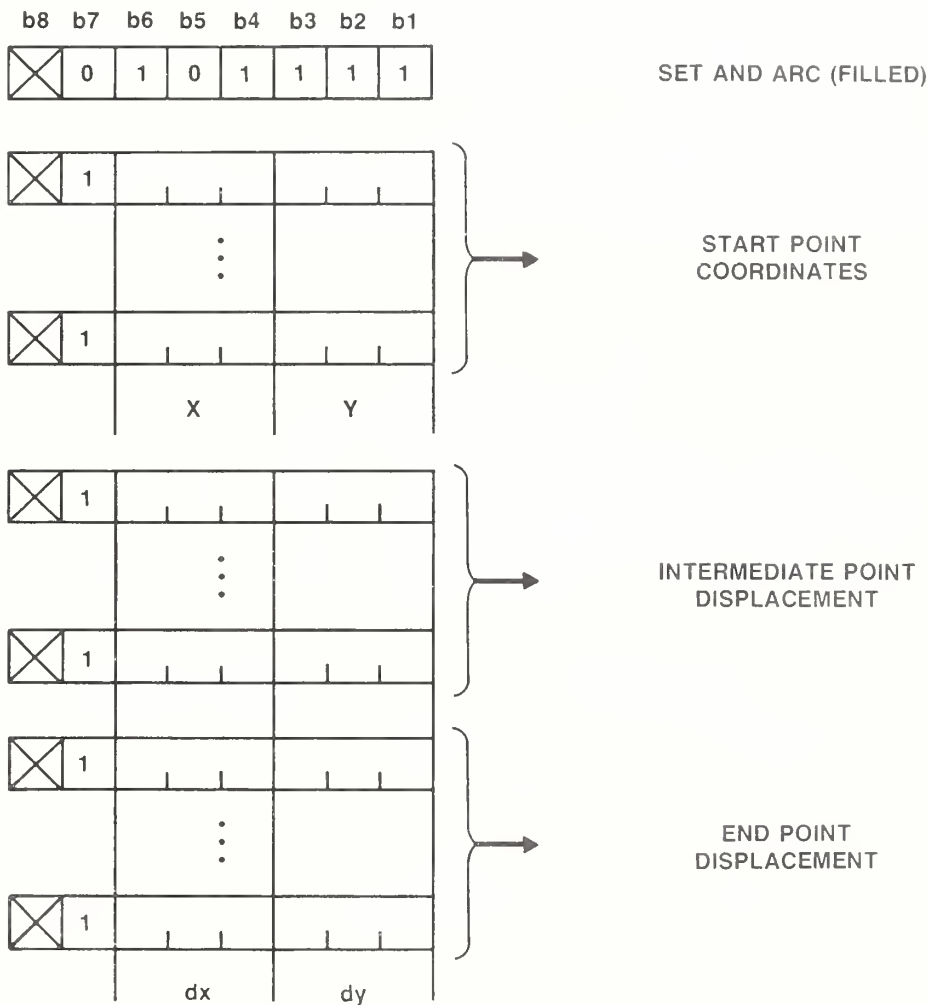 b8 b7 b6 b5 b4 b3 b2 b1
0 1 0 1 1 1 1 SET AND ARC (FILLED)
1
START POINT
COORDINATES
1
X Y
1
INTERMEDIATE POINT
DISPLACEMENT
1
1
END POINT
DISPLACEMENT
1
dx dy